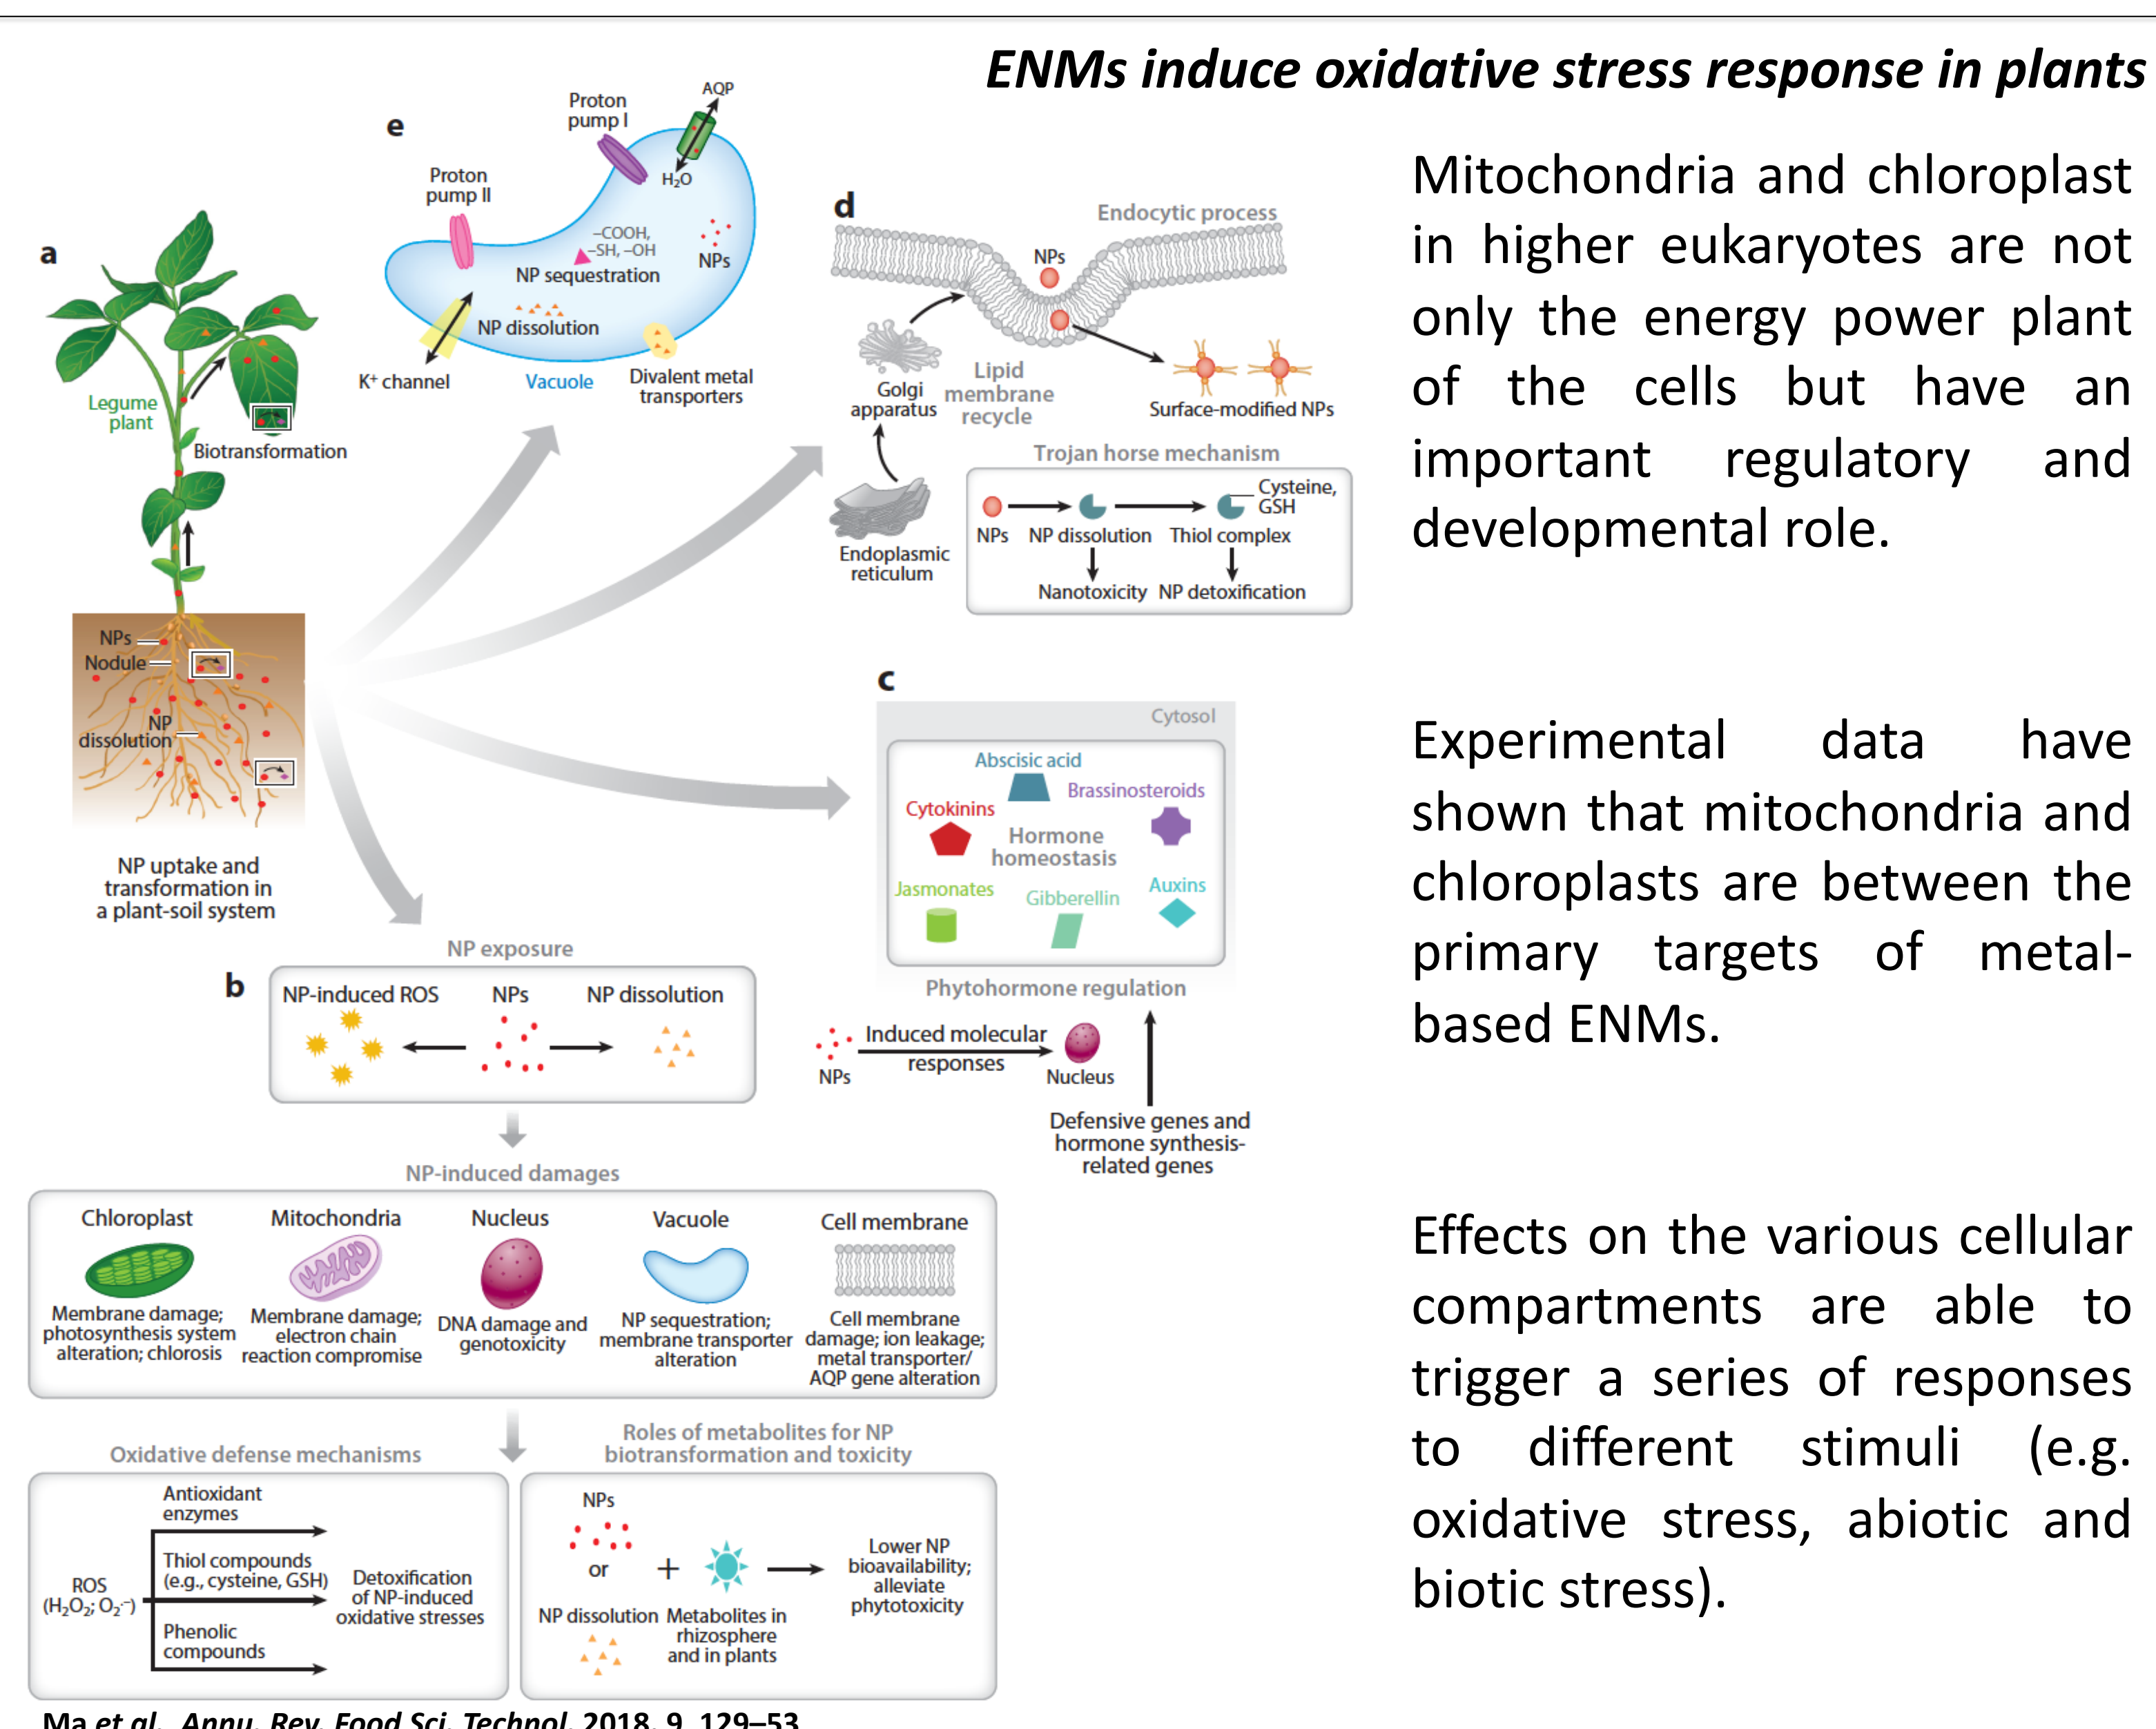 ENMs induce oxidative stress response in plants
a
Legume
plant
Biotransformation
NPs
Nodule
NP
dissolution
NP uptake and
transformation in
a plant-soil system
e
Proton
pump II
Proton
pump I
AQP
H₂O
–COOH,
–SH, –OH
NP sequestration
NPs
NP dissolution
K⁺ channel
Vacuole
Divalent metal
transporters
d
Endocytic process
NPs
Golgi
apparatus
Lipid
membrane
recycle
Surface-modified NPs
Endoplasmic
reticulum
Trojan horse mechanism
Cysteine,
GSH
NPs NP dissolution Thiol complex
Nanotoxicity NP detoxification
c
Cytosol
Abscisic acid
Brassinosteroids
Cytokinins
Hormone
homeostasis
Jasmonates
Gibberellin
Auxins
Phytohormone regulation
Induced molecular
responses
NPs
Nucleus
Defensive genes and
hormone synthesis-
related genes
NP exposure
b
NP-induced ROS NPs NP dissolution
NP-induced damages
Chloroplast
Membrane damage;
photosynthesis system
alteration; chlorosis
Mitochondria
Membrane damage;
electron chain
reaction compromise
Nucleus
DNA damage and
genotoxicity
Vacuole
NP sequestration;
membrane transporter
alteration
Cell membrane
Cell membrane
damage; ion leakage;
metal transporter/
AQP gene alteration
Oxidative defense mechanisms
Antioxidant
enzymes
Thiol compounds
(e.g., cysteine, GSH)
ROS
(H₂O₂; O₂·⁻)
Phenolic
compounds
Detoxification
of NP-induced
oxidative stresses
Roles of metabolites for NP
biotransformation and toxicity
NPs
or
NP dissolution
+
Metabolites in
rhizosphere
and in plants
Lower NP
bioavailability;
alleviate
phytotoxicity
Ma et al., Annu. Rev. Food Sci. Technol. 2018. 9, 129–53
Mitochondria and chloroplast
in higher eukaryotes are not
only the energy power plant
of the cells but have an
important regulatory and
developmental role.
Experimental data have
shown that mitochondria and
chloroplasts are between the
primary targets of metal-
based ENMs.
Effects on the various cellular
compartments are able to
trigger a series of responses
to different stimuli (e.g.
oxidative stress, abiotic and
biotic stress).